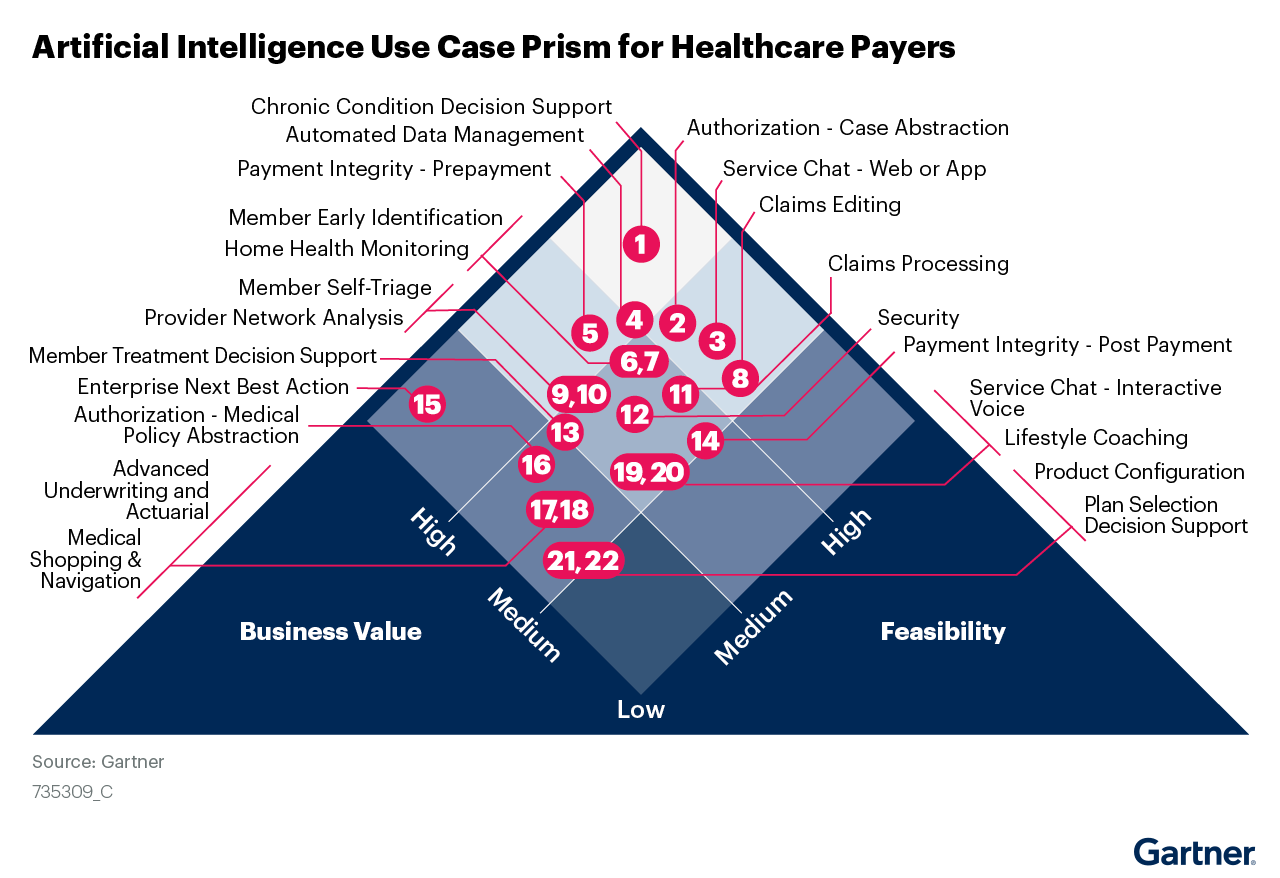 Artificial Intelligence Use Case Prism for Healthcare Payers
Chronic Condition Decision Support
Automated Data Management
Payment Integrity - Prepayment
Member Early Identification
Home Health Monitoring
Member Self-Triage
Provider Network Analysis
Member Treatment Decision Support
Enterprise Next Best Action
Authorization - Medical
Policy Abstraction
Advanced
Underwriting and
Actuarial
Medical
Shopping &
Navigation
Authorization - Case Abstraction
Service Chat - Web or App
Claims Editing
Claims Processing
Security
Payment Integrity - Post Payment
Service Chat - Interactive
Voice
Lifestyle Coaching
Product Configuration
Plan Selection
Decision Support
1
5
4
2
3
6,7
8
9,10
11
15
12
13
14
16
19, 20
17,18
21, 22
High
High
Medium
Medium
Business Value
Feasibility
Low
Source: Gartner
735309_C
Gartner®